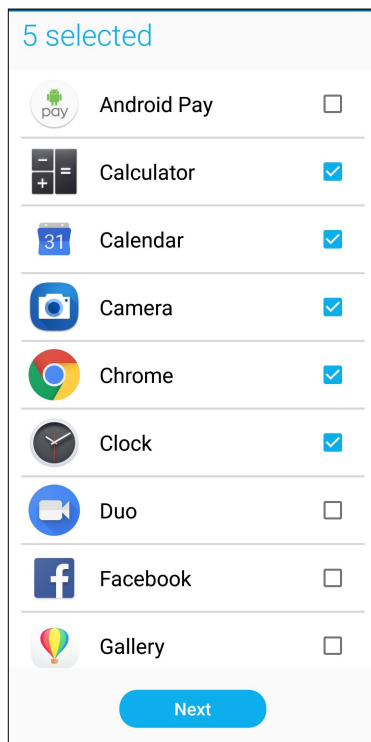 5 selected
pay
Android Pay
Calculator
31
Calendar
Camera
Chrome
Clock
Duo
f
Facebook
Gallery
Next